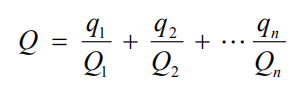 Q = q₁/Q₁ + q₂/Q₂ + ⋯ qₙ/Qₙ